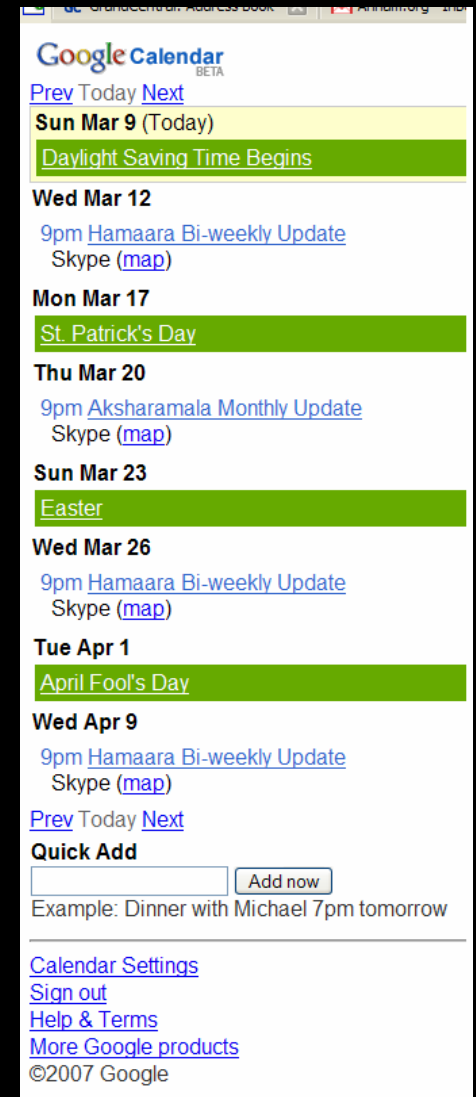 GrandCentral: Address Book
Google Calendar
BETA
Prev Today Next
Sun Mar 9 (Today)
Daylight Saving Time Begins
Wed Mar 12
9pm Hamaara Bi-weekly Update
Skype (map)
Mon Mar 17
St. Patrick's Day
Thu Mar 20
9pm Aksharamala Monthly Update
Skype (map)
Sun Mar 23
Easter
Wed Mar 26
9pm Hamaara Bi-weekly Update
Skype (map)
Tue Apr 1
April Fool's Day
Wed Apr 9
9pm Hamaara Bi-weekly Update
Skype (map)
Prev Today Next
Quick Add
Add now
Example: Dinner with Michael 7pm tomorrow
Calendar Settings
Sign out
Help & Terms
More Google products
©2007 Google